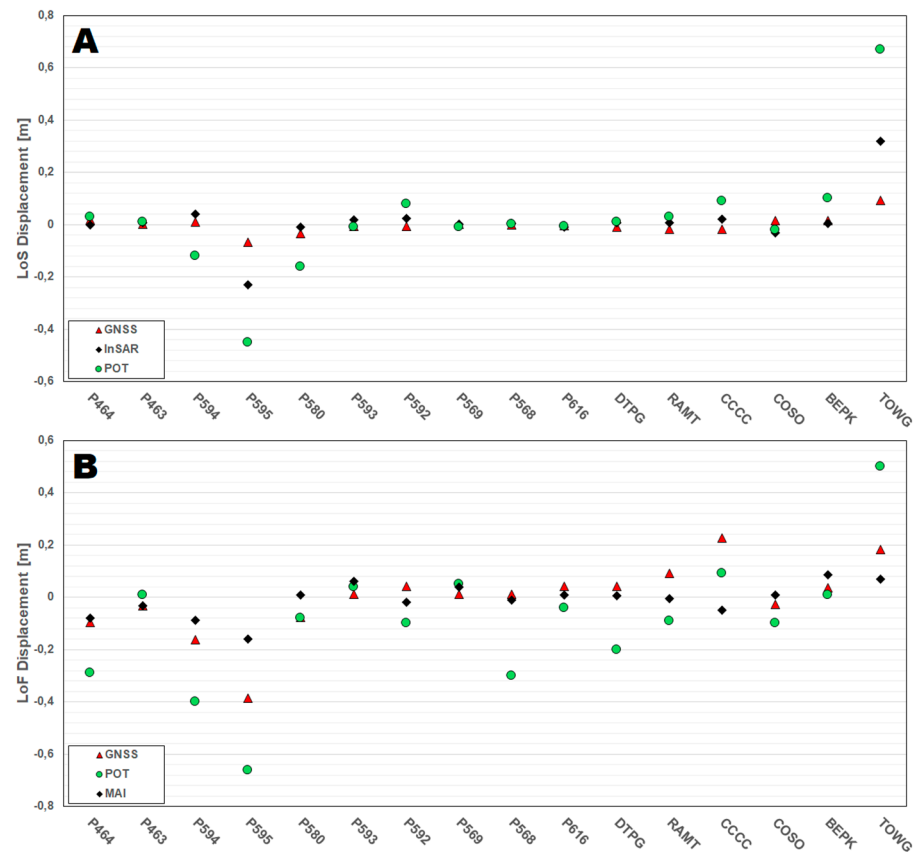 A
LoS Displacement [m]
0,8
0,6
0,4
0,2
0
-0,2
-0,4
-0,6
GNSS
InSAR
POT
P464 P463 P594 P595 P580 P593 P592 P569 P568 P616 DTPG RAMT CCCC COSO BEPK TOWG
B
LoF Displacement [m]
0,6
0,4
0,2
0
-0,2
-0,4
-0,6
-0,8
GNSS
POT
MAI
P464 P463 P594 P595 P580 P593 P592 P569 P568 P616 DTPG RAMT CCCC COSO BEPK TOWG